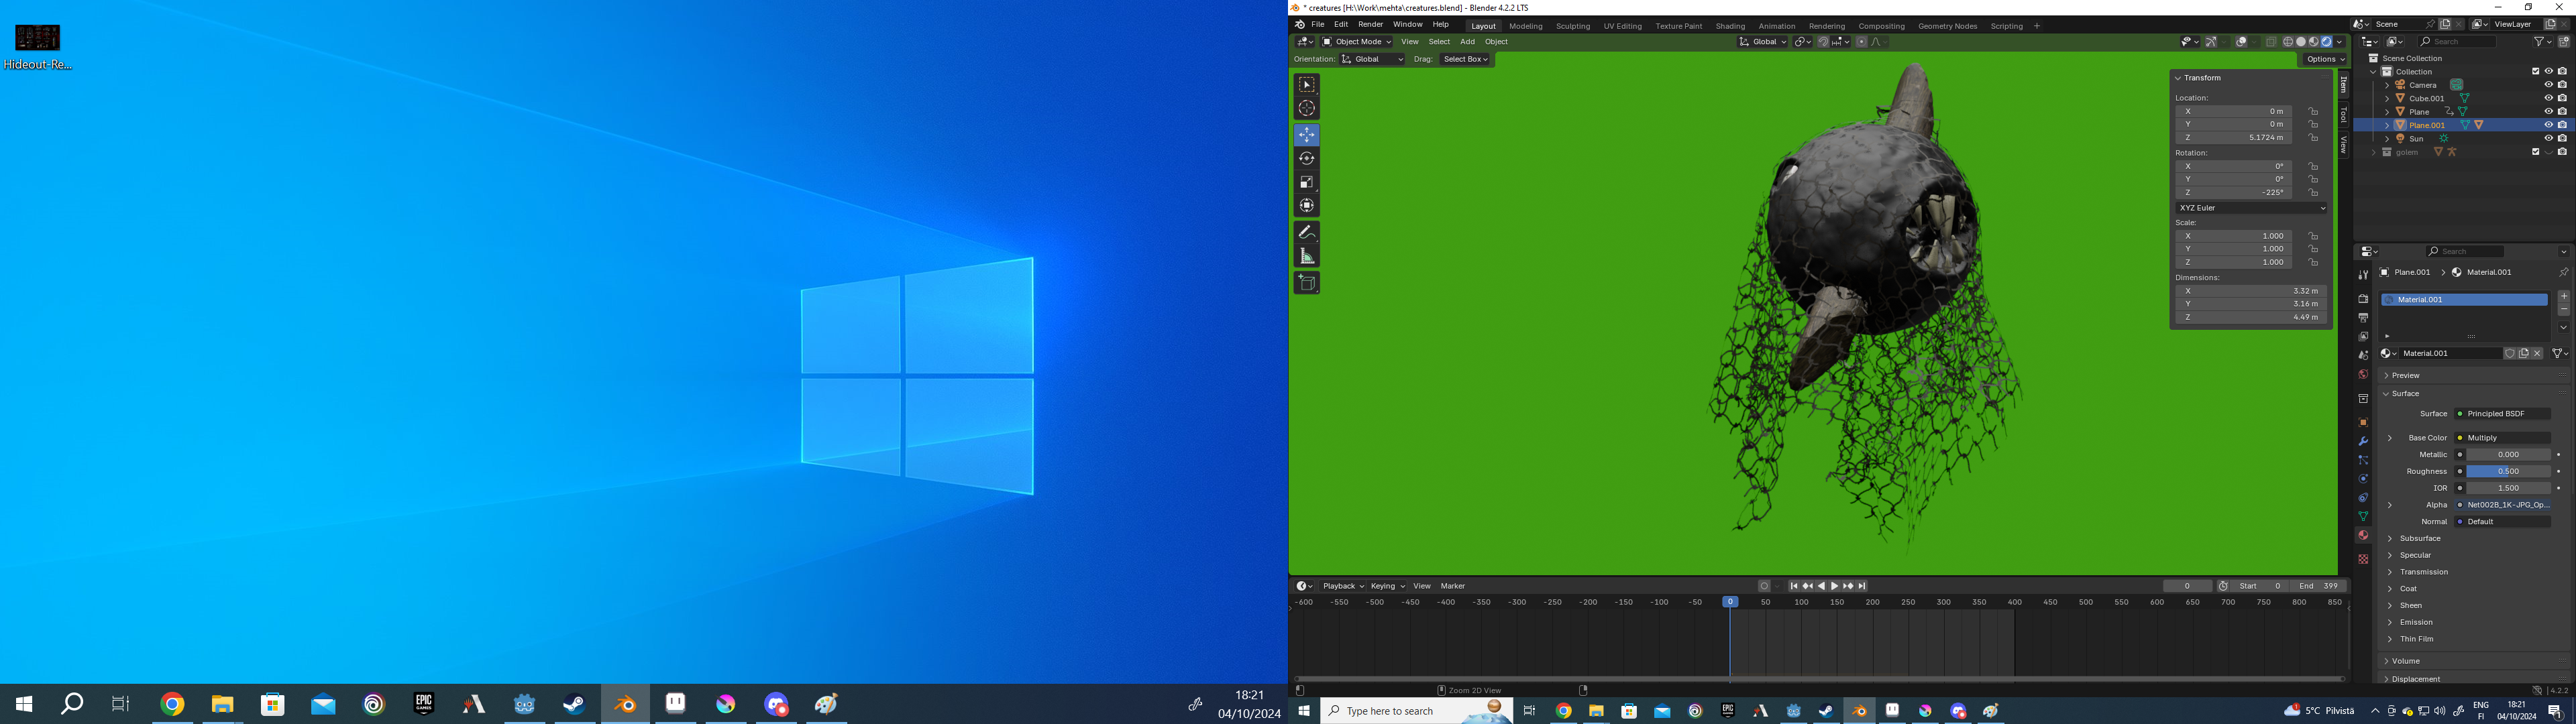 Hideout-Re...
18:21
04/10/2024
* creatures [H:\Work\mehta\creatures.blend] - Blender 4.2.2 LTS
File Edit Render Window Help Layout Modeling Sculpting UV Editing Texture Paint Shading Animation Rendering Compositing Geometry Nodes Scripting + Scene ViewLayer
Object Mode View Select Add Object Global Search
Orientation: Global Drag: Select Box Options
Transform
Location:
X 0 m
Y 0 m
Z 5.1724 m
Rotation:
X 0°
Y 0°
Z -225°
XYZ Euler
Scale:
X 1.000
Y 1.000
Z 1.000
Dimensions:
X 3.32 m
Y 3.16 m
Z 4.49 m
Item
Tool
View
Scene Collection
Collection
Camera
Cube.001
Plane
Plane.001
Sun
golem
Search
Plane.001 > Material.001
Material.001
Material.001
Preview
Surface
Surface Principled BSDF
Base Color Multiply
Metallic 0.000
Roughness 0.500
IOR 1.500
Alpha Net002B_1K-JPG_Op...
Normal Default
Subsurface
Specular
Transmission
Coat
Sheen
Emission
Thin Film
Volume
Displacement
Playback Keying View Marker 0 Start 0 End 399
-600 -550 -500 -450 -400 -350 -300 -250 -200 -150 -100 -50 0 50 100 150 200 250 300 350 400 450 500 550 600 650 700 750 800 850
Zoom 2D View 4.2.2
Type here to search
EPIC GAMES
5°C Pilvistä
ENG
FI
18:21
04/10/2024